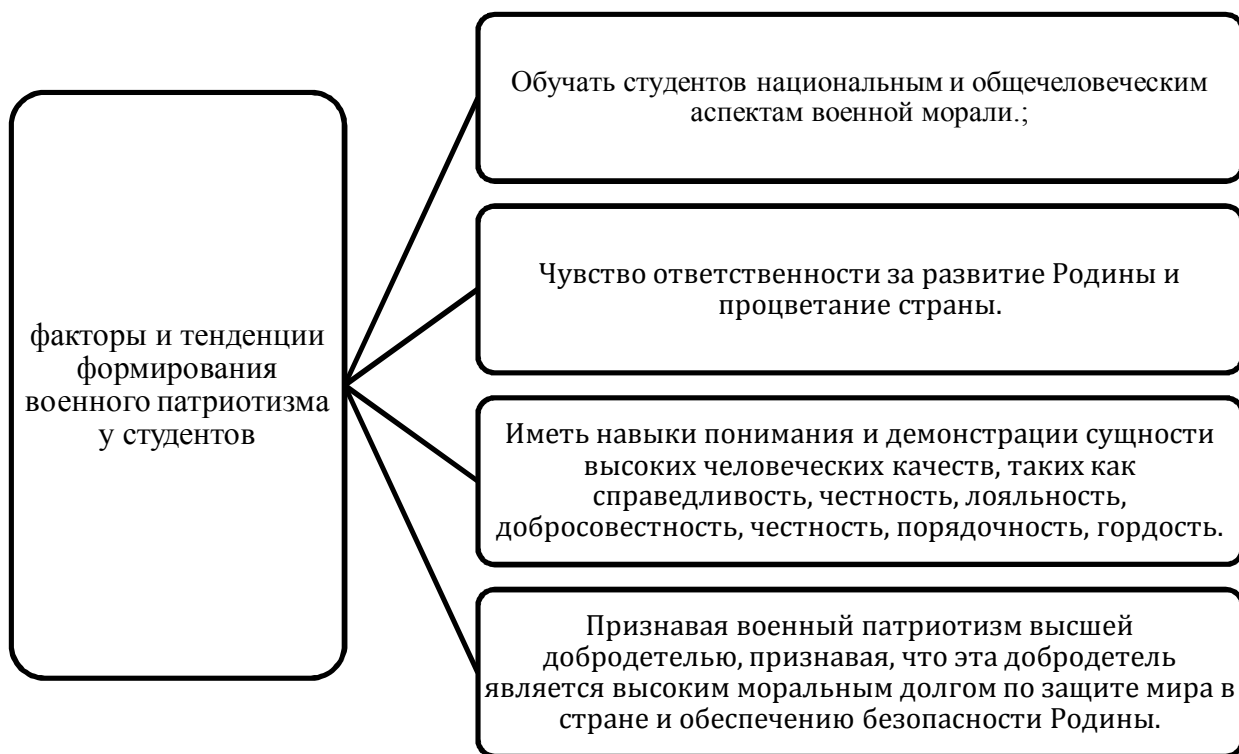 факторы и тенденции
формирования
военного патриотизма
у студентов
Обучать студентов национальным и общечеловеческим
аспектам военной морали.;
Чувство ответственности за развитие Родины и
процветание страны.
Иметь навыки понимания и демонстрации сущности
высоких человеческих качеств, таких как
справедливость, честность, лояльность,
добросовестность, честность, порядочность, гордость.
Признавая военный патриотизм высшей
добродетелью, признавая, что эта добродетель
является высоким моральным долгом по защите мира в
стране и обеспечению безопасности Родины.